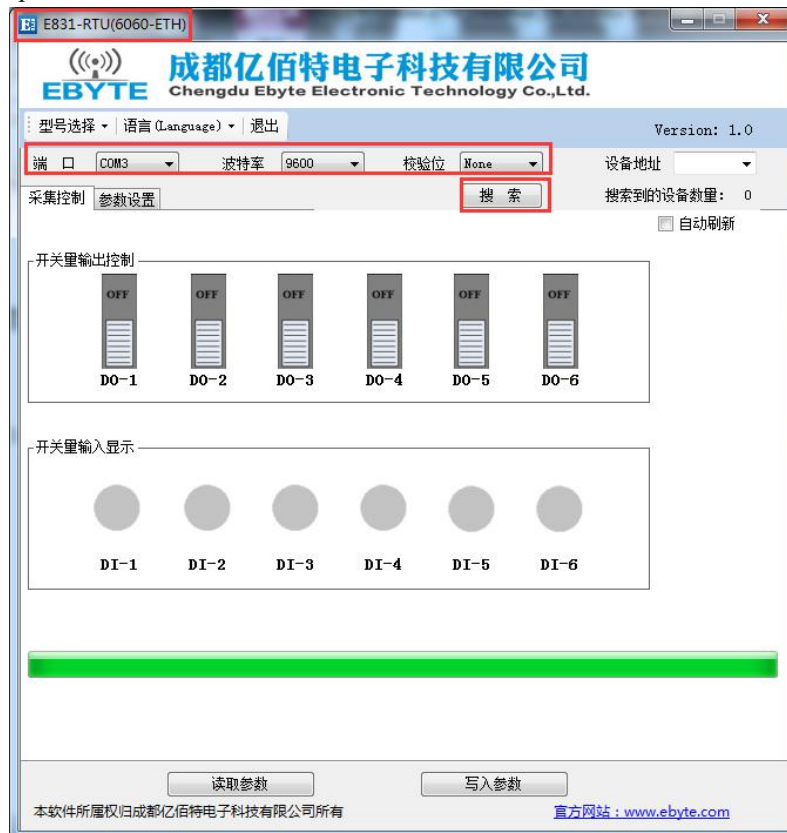 E831-RTU(6060-ETH)
成都亿佰特电子科技有限公司
EBYTE Chengdu Ebyte Electronic Technology Co.,Ltd.
型号选择 语言(Language) 退出
Version: 1.0
端 口 COM3 波特率 9600 校验位 None 设备地址
采集控制 参数设置 搜 索 搜索到的设备数量: 0
自动刷新
开关量输出控制
OFF OFF OFF OFF OFF OFF
DO-1 DO-2 DO-3 DO-4 DO-5 DO-6
开关量输入显示
DI-1 DI-2 DI-3 DI-4 DI-5 DI-6
读取参数 写入参数
本软件所属权归成都亿佰特电子科技有限公司所有 官方网站：www.ebyte.com